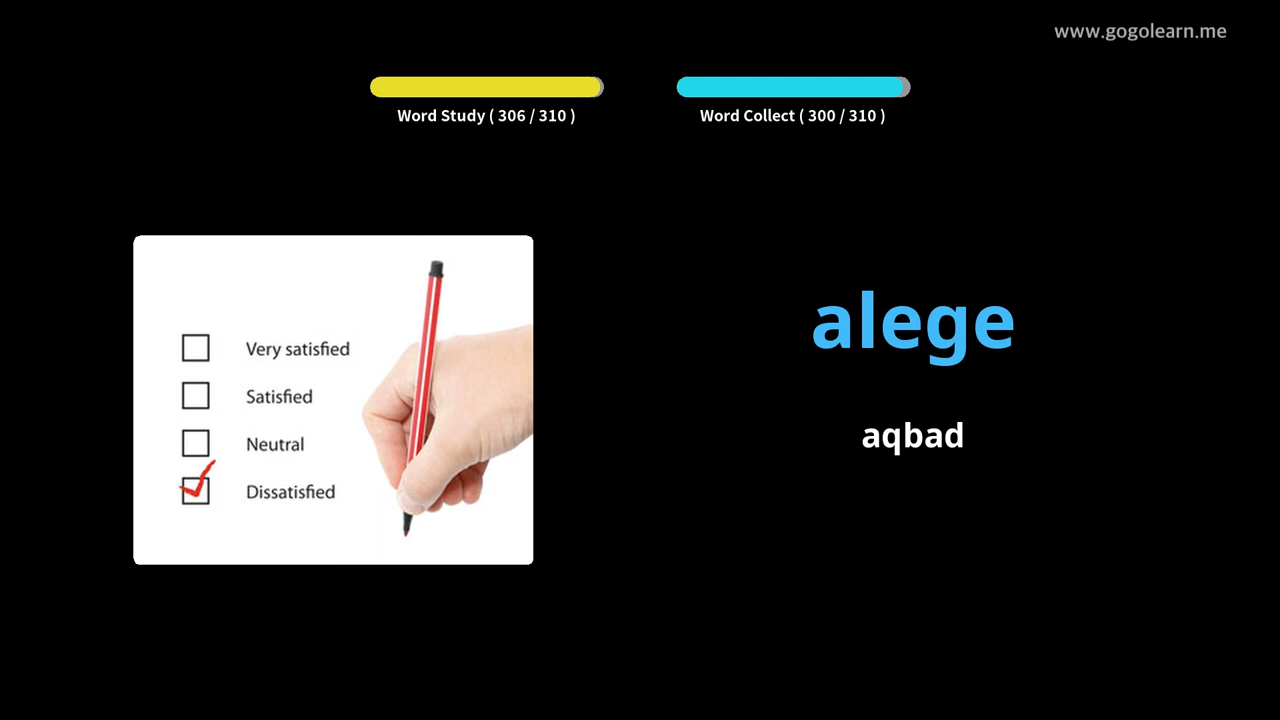 www.gogolearn.me
Word Study ( 306 / 310 )
Word Collect ( 300 / 310 )
Very satisfied
Satisfied
Neutral
Dissatisfied
alege
aqbad